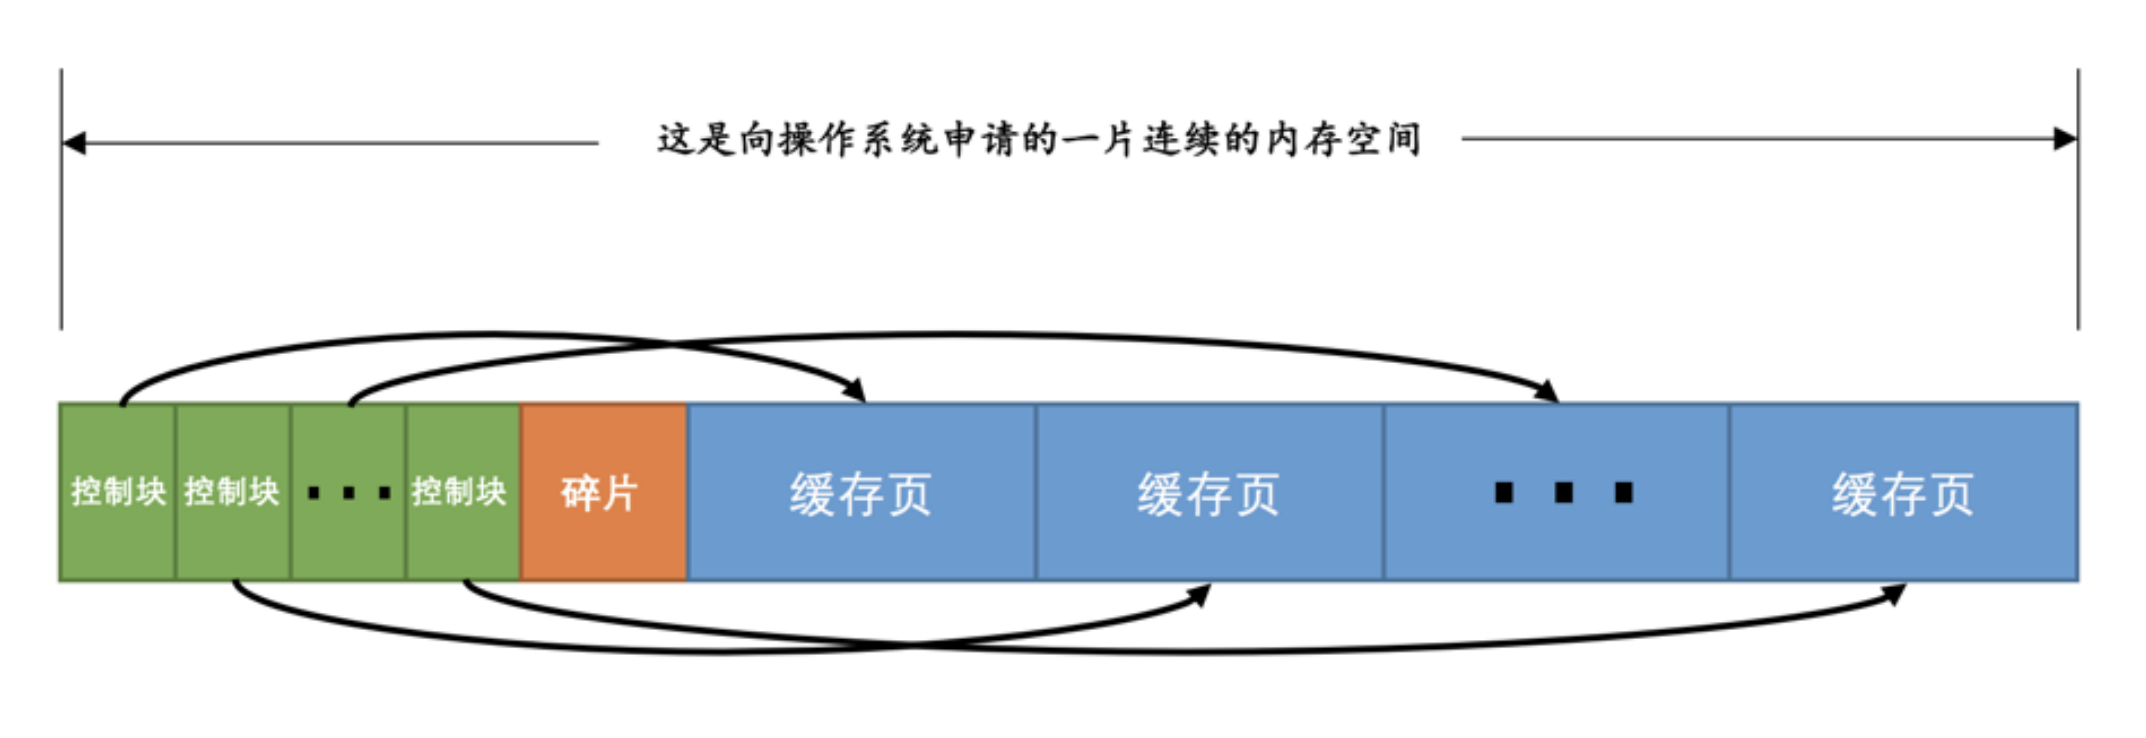 这是向操作系统申请的一片连续的内存空间
控制块 控制块 ··· 控制块 碎片 缓存页 缓存页 ··· 缓存页